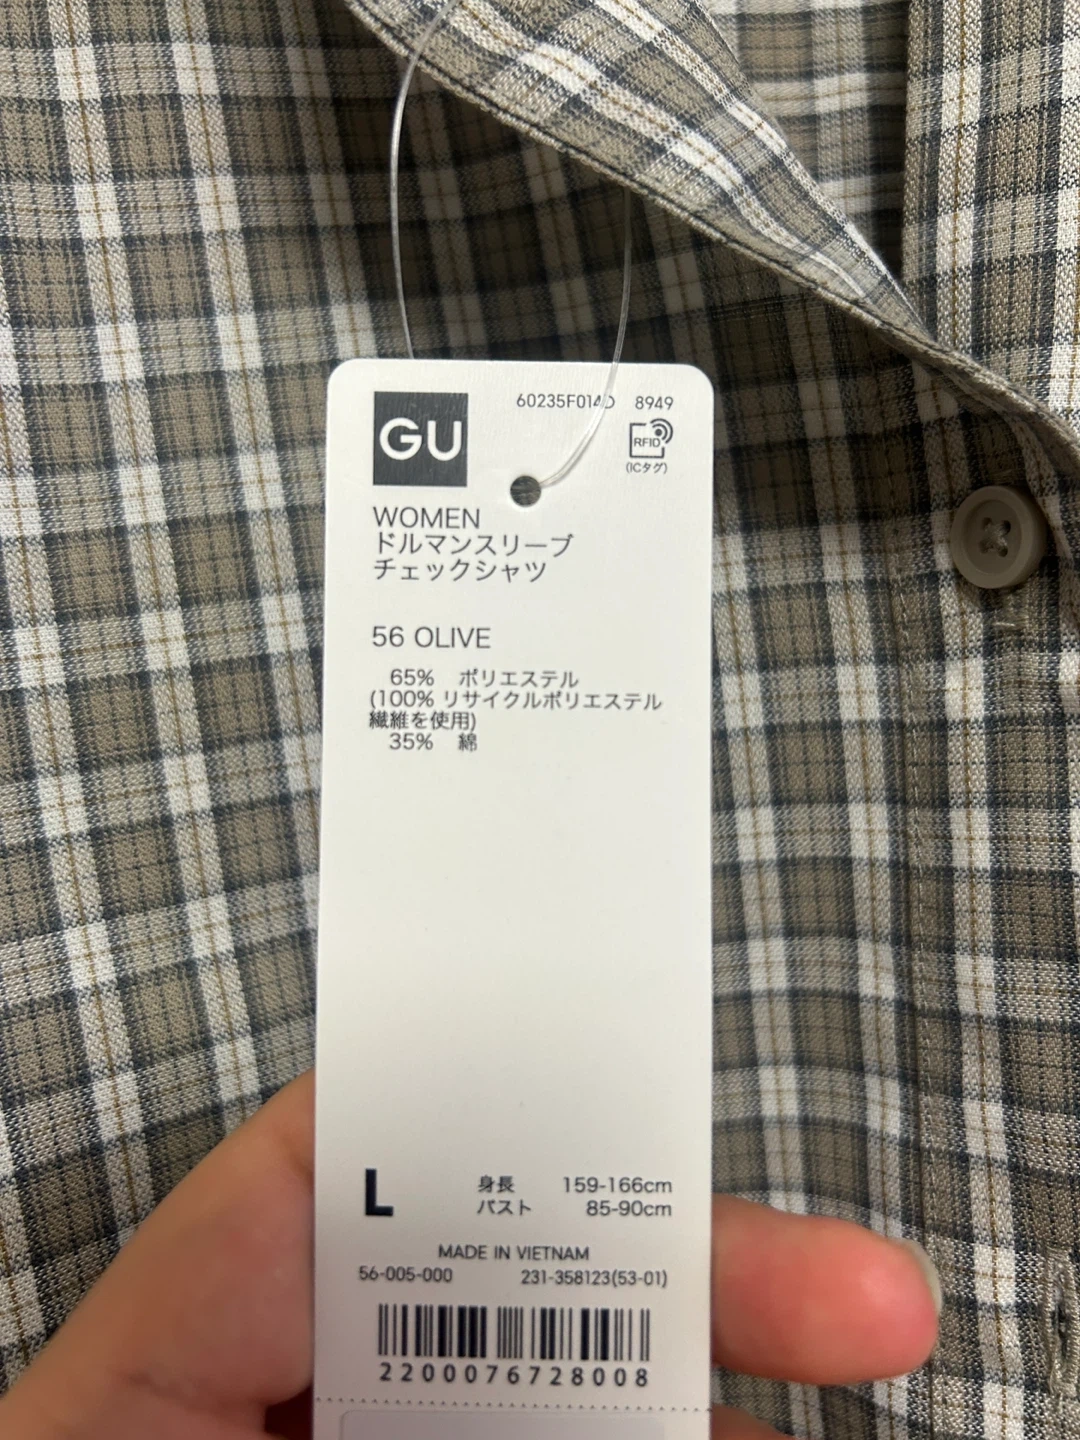 GU
60235F014D 8949
RFID
(ICタグ)
WOMEN
ドルマンスリーブ
チェックシャツ
56 OLIVE
65% ポリエステル
(100% リサイクルポリエステル
繊維を使用)
35% 綿
L
身長 159-166cm
バスト 85-90cm
MADE IN VIETNAM
56-005-000 231-358123(53-01)
2200076728008